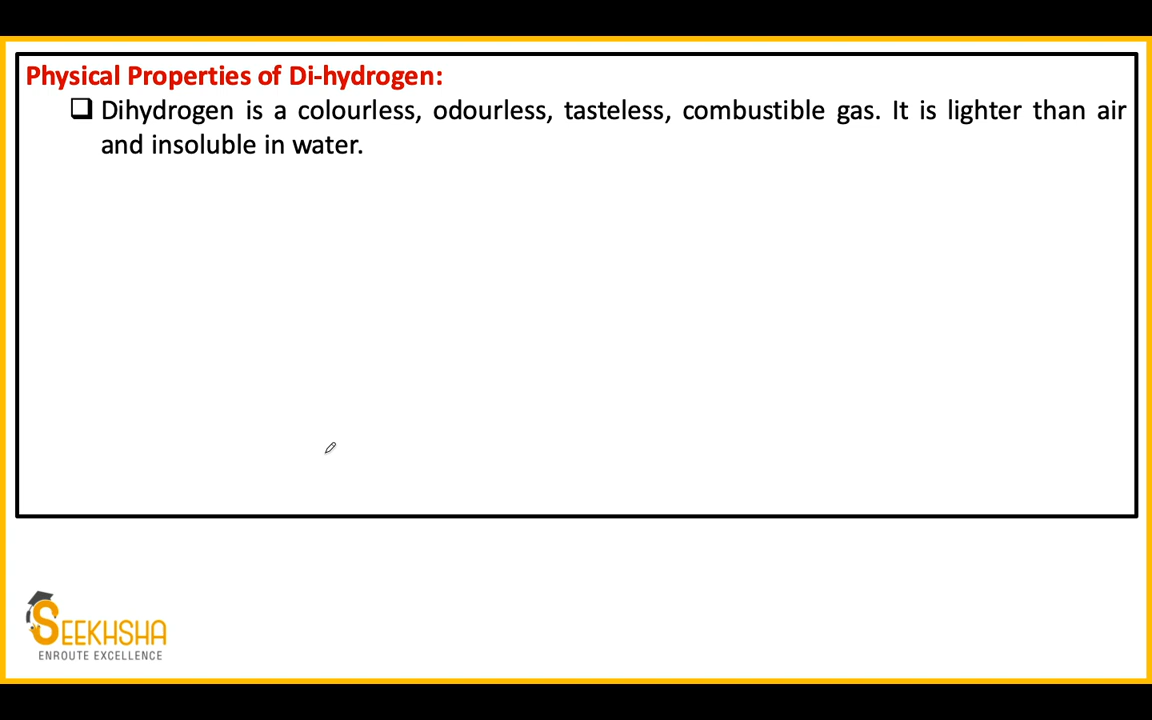 Physical Properties of Di-hydrogen:
❑ Dihydrogen is a colourless, odourless, tasteless, combustible gas. It is lighter than air
and insoluble in water.
SEEKHSHA
ENROUTE EXCELLENCE